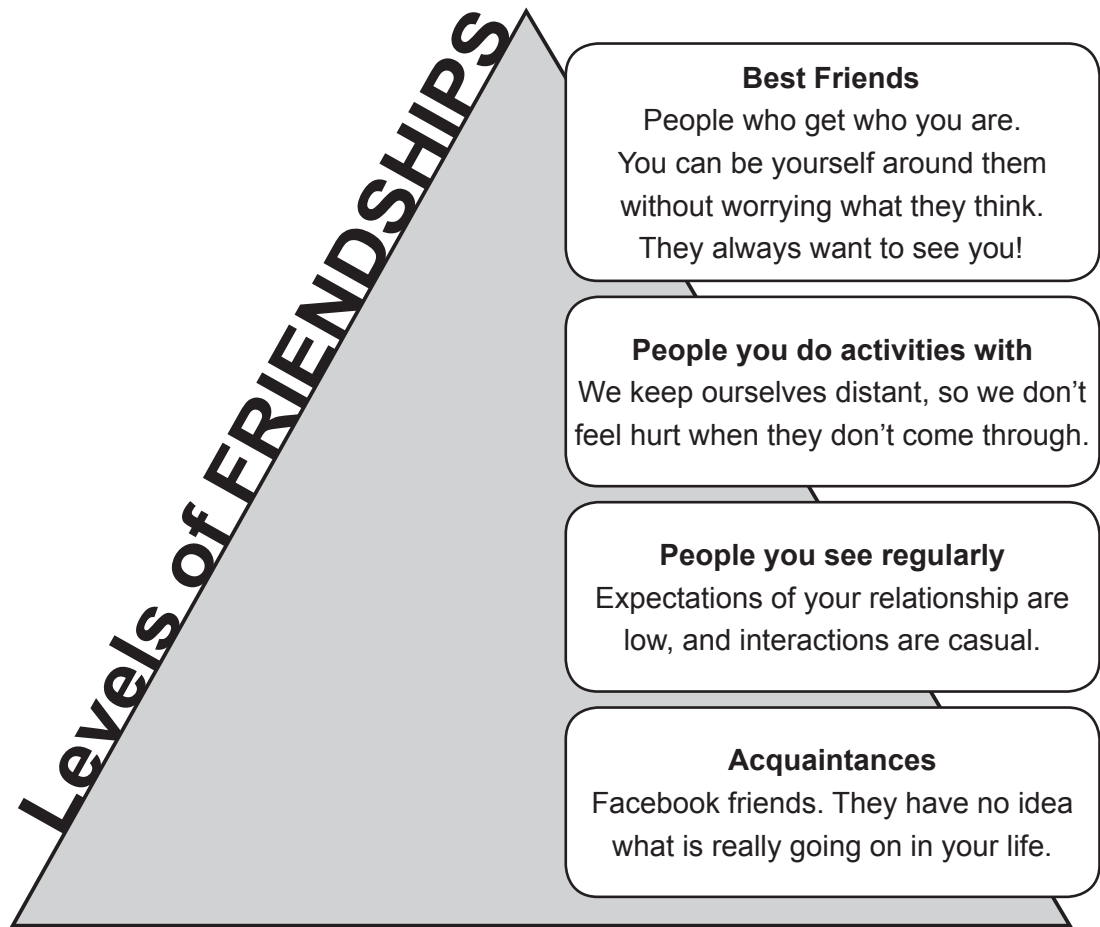 Levels of FRIENDSHIPS
Best Friends
People who get who you are.
You can be yourself around them
without worrying what they think.
They always want to see you!
People you do activities with
We keep ourselves distant, so we don’t
feel hurt when they don’t come through.
People you see regularly
Expectations of your relationship are
low, and interactions are casual.
Acquaintances
Facebook friends. They have no idea
what is really going on in your life.